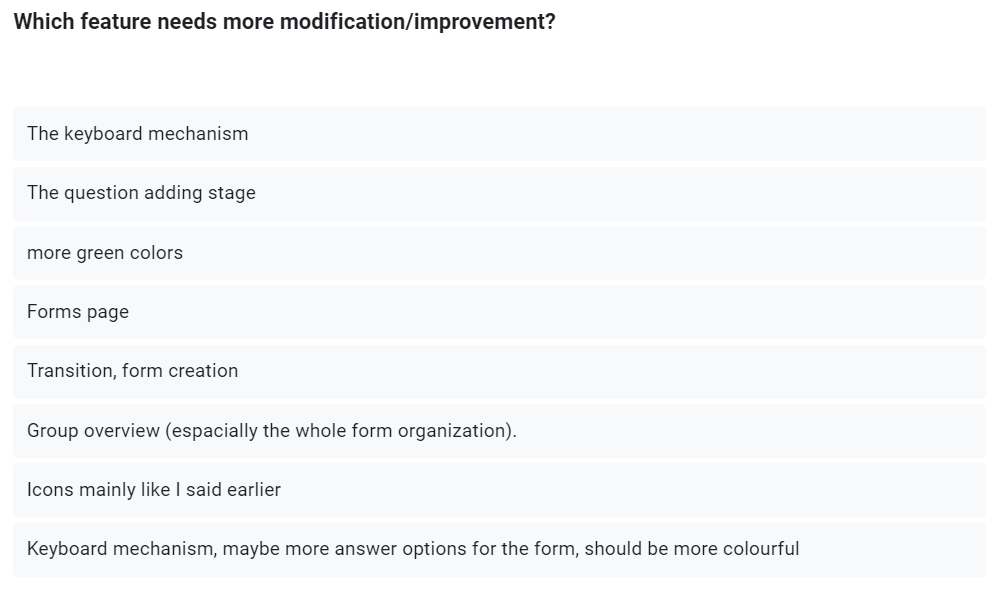 Which feature needs more modification/improvement?
The keyboard mechanism
The question adding stage
more green colors
Forms page
Transition, form creation
Group overview (espacially the whole form organization).
Icons mainly like I said earlier
Keyboard mechanism, maybe more answer options for the form, should be more colourful